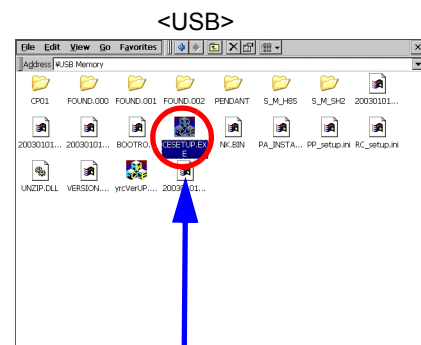 <USB>
File Edit View Go Favorites
Address ¥USB Memory
CP01 FOUND.000 FOUND.001 FOUND.002 PENDANT S_M_H8S S_M_SH2 20030101...
20030101... 20030101... BOOTRO... CESETUP.EXE NK.BIN PA_INSTA... PP_setup.ini RC_setup.ini
UNZIP.DLL VERSION.... yrcVerUP.... 20030101...